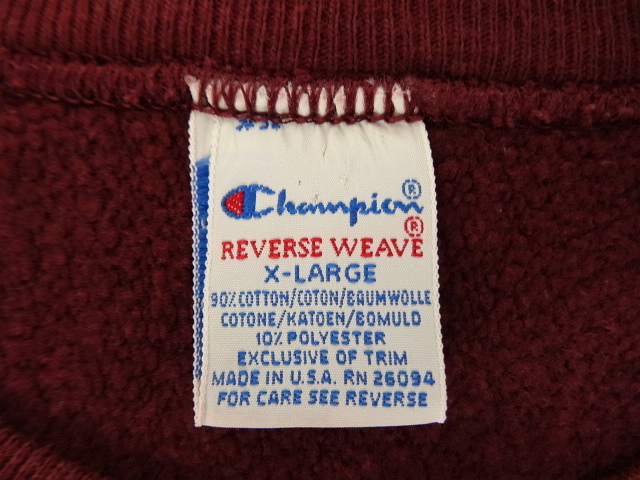 Champion®
®
REVERSE WEAVE
X-LARGE
90% COTTON/COTON/BAUMWOLLE
COTONE/KATOEN/BOMULD
10% POLYESTER
EXCLUSIVE OF TRIM
MADE IN U.S.A. RN 26094
FOR CARE SEE REVERSE